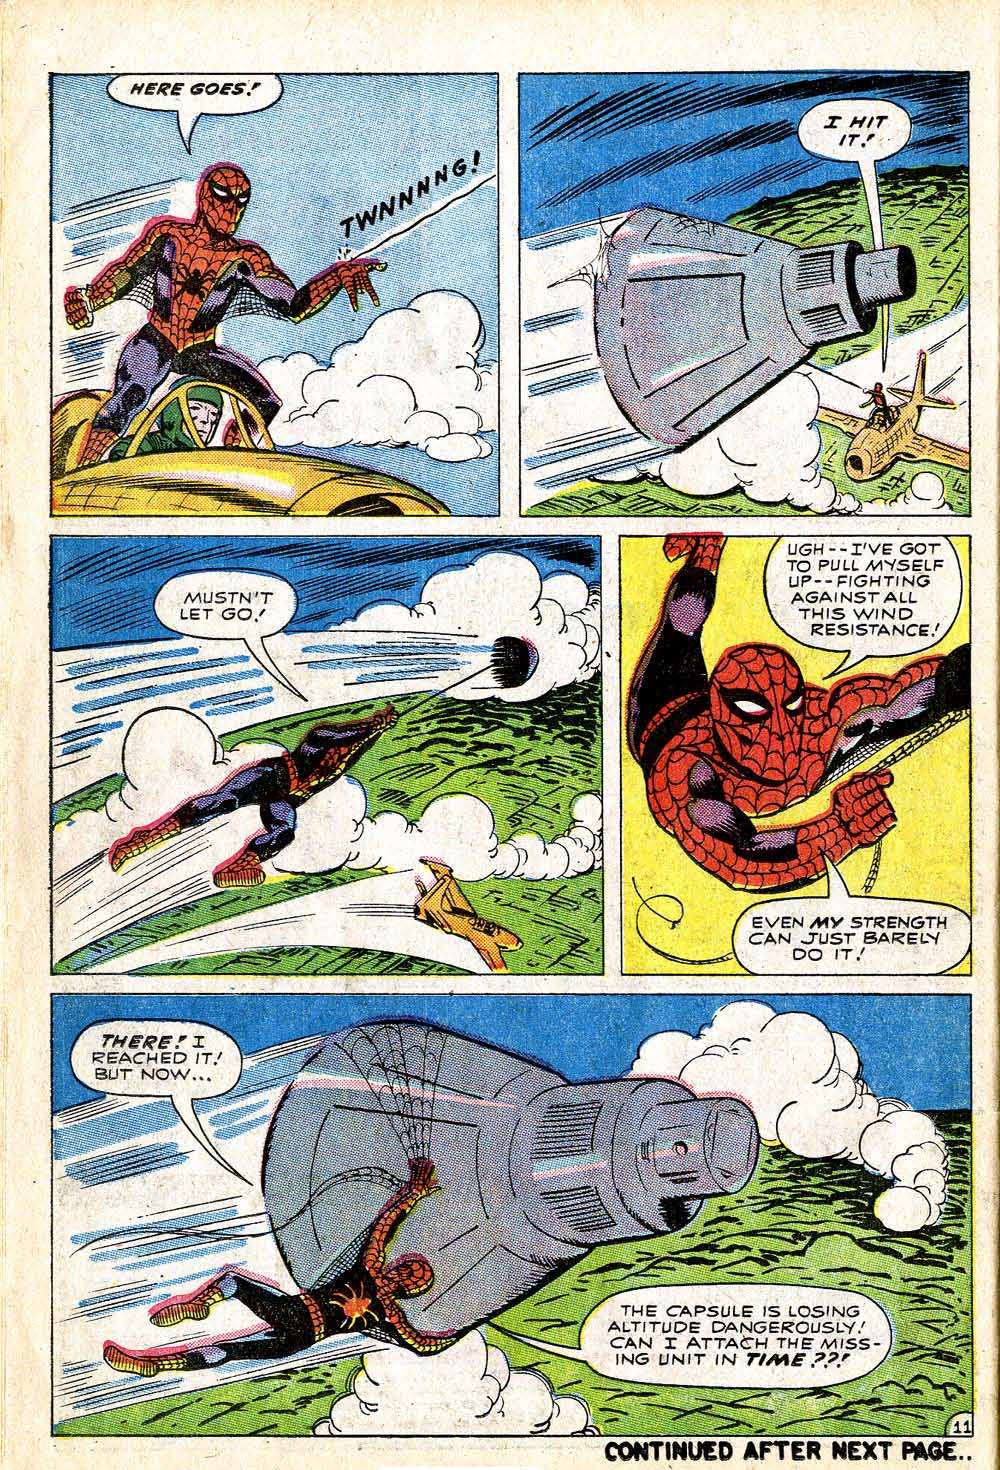 HERE GOES!
TWNNNNG!
I HIT
IT!
MUSTN'T
LET GO!
UGH--I'VE GOT
TO PULL MYSELF
UP--FIGHTING
AGAINST ALL
THIS WIND
RESISTANCE!
EVEN MY STRENGTH
CAN JUST BARELY
DO IT!
THERE! I
REACHED IT!
BUT NOW...
THE CAPSULE IS LOSING
ALTITUDE DANGEROUSLY!
CAN I ATTACH THE MISS-
ING UNIT IN TIME??!
11
CONTINUED AFTER NEXT PAGE..